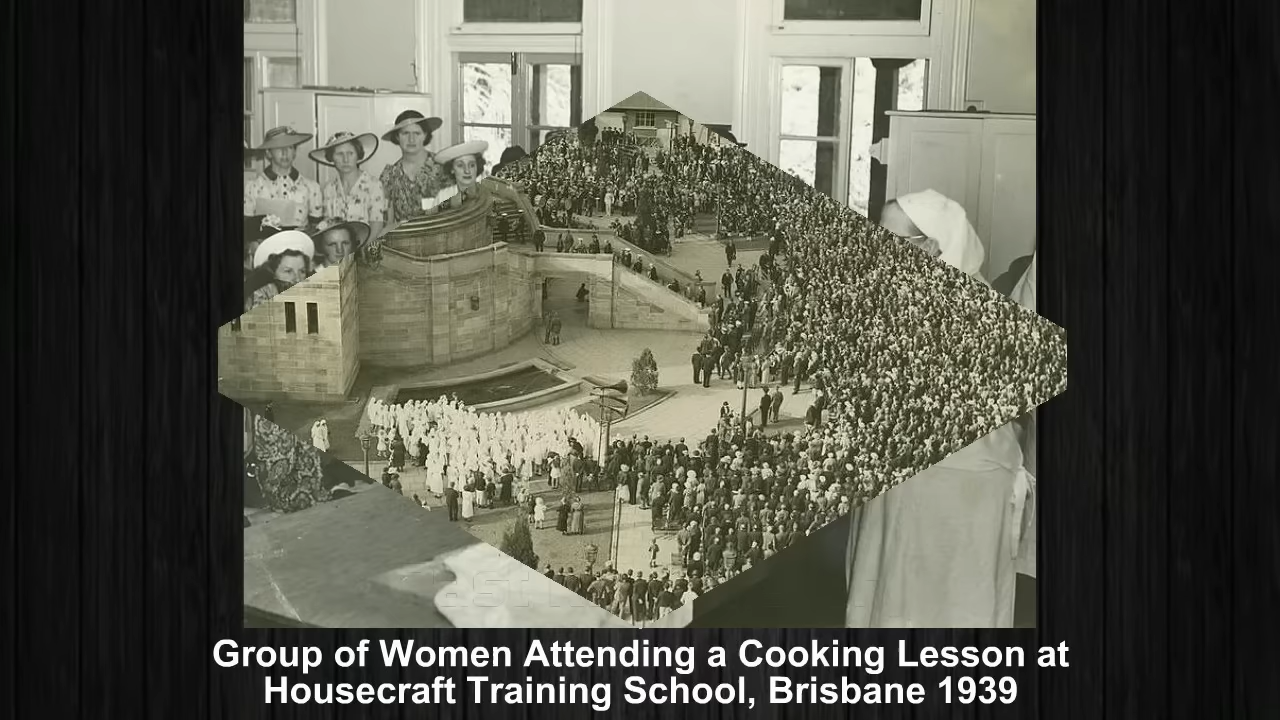 Group of Women Attending a Cooking Lesson at
Housecraft Training School, Brisbane 1939